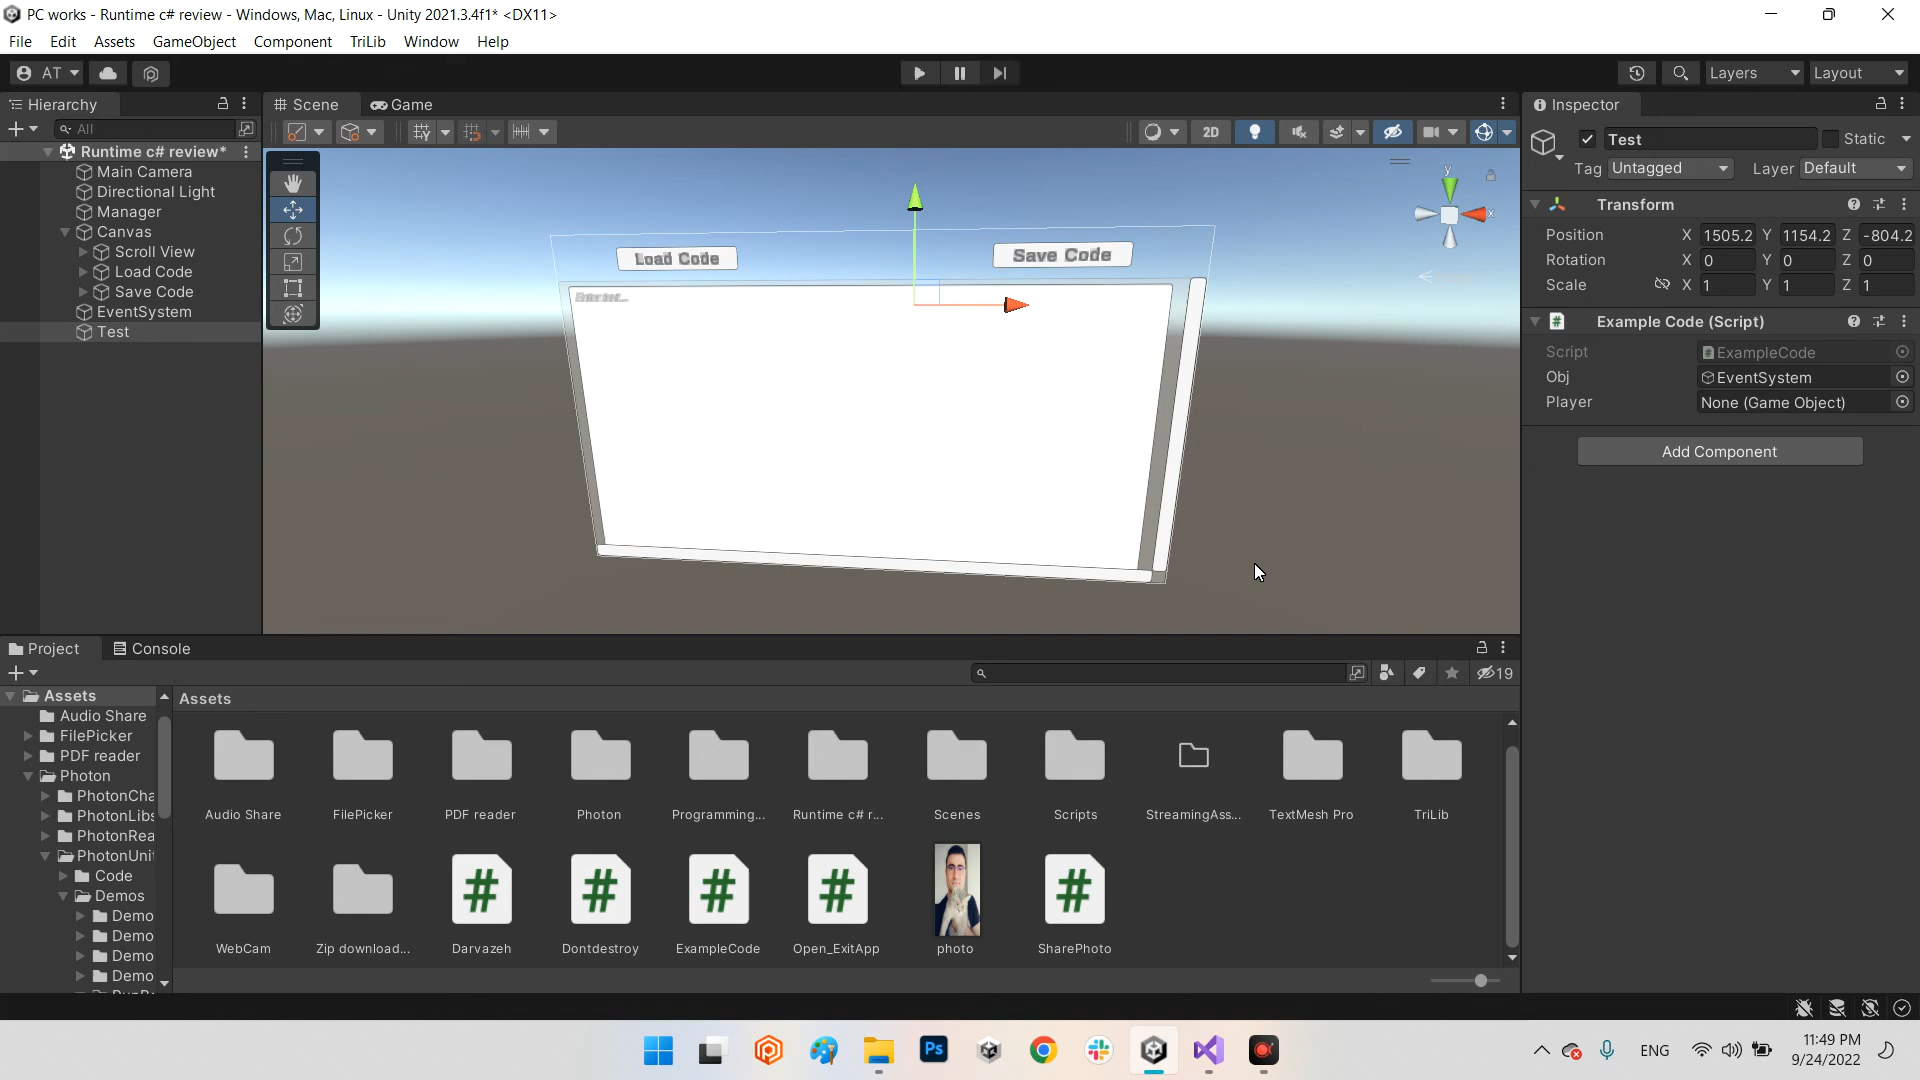 PC works - Runtime c# review - Windows, Mac, Linux - Unity 2021.3.4f1* <DX11>
File Edit Assets GameObject Component TriLib Window Help
AT Layers Layout
Hierarchy Scene Game Inspector
All 2D Test Static
Runtime c# review*
Tag Untagged Layer Default
Main Camera
Directional Light
Manager
Canvas
Scroll View
Load Code
Save Code
EventSystem
Test
Load Code Save Code
Enter text...
y x
Transform
Position X 1505.2 Y 1154.2 Z -804.2
Rotation X 0 Y 0 Z 0
Scale X 1 Y 1 Z 1
Example Code (Script)
Script ExampleCode
Obj EventSystem
Player None (Game Object)
Add Component
Project Console
19
Assets
Audio Share
FilePicker
PDF reader
Photon
PhotonCha
PhotonLibs
PhotonRea
PhotonUni
Code
Demos
Demo
Demo
Demo
Demo
Assets
Audio Share FilePicker PDF reader Photon Programming... Runtime c# r... Scenes Scripts StreamingAss... TextMesh Pro TriLib
WebCam Zip download... Darvazeh Dontdestroy ExampleCode Open_ExitApp photo SharePhoto
Ps
ENG
11:49 PM
9/24/2022